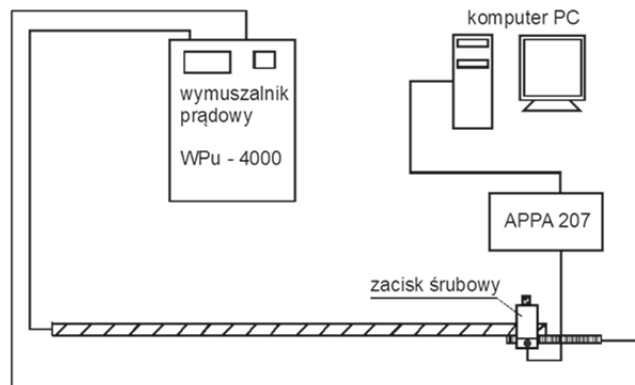 komputer PC
wymuszalnik
prądowy
WPu - 4000
APPA 207
zacisk śrubowy